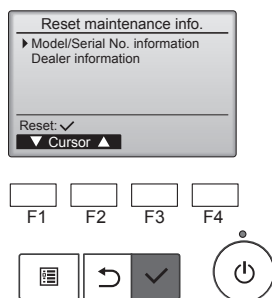 Reset maintenance info.
Model/Serial No. information
Dealer information
Reset:
Cursor
F1 F2 F3 F4